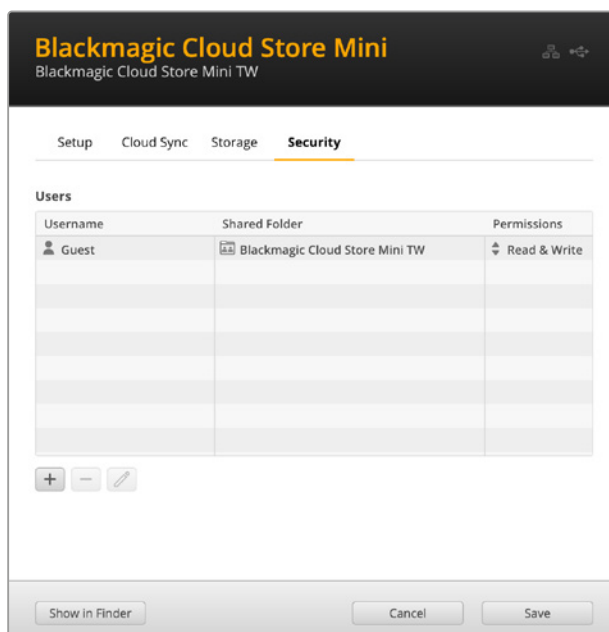 Blackmagic Cloud Store Mini
Blackmagic Cloud Store Mini TW
Setup Cloud Sync Storage Security
Users
Username Shared Folder Permissions
Guest Blackmagic Cloud Store Mini TW Read & Write
Show in Finder Cancel Save